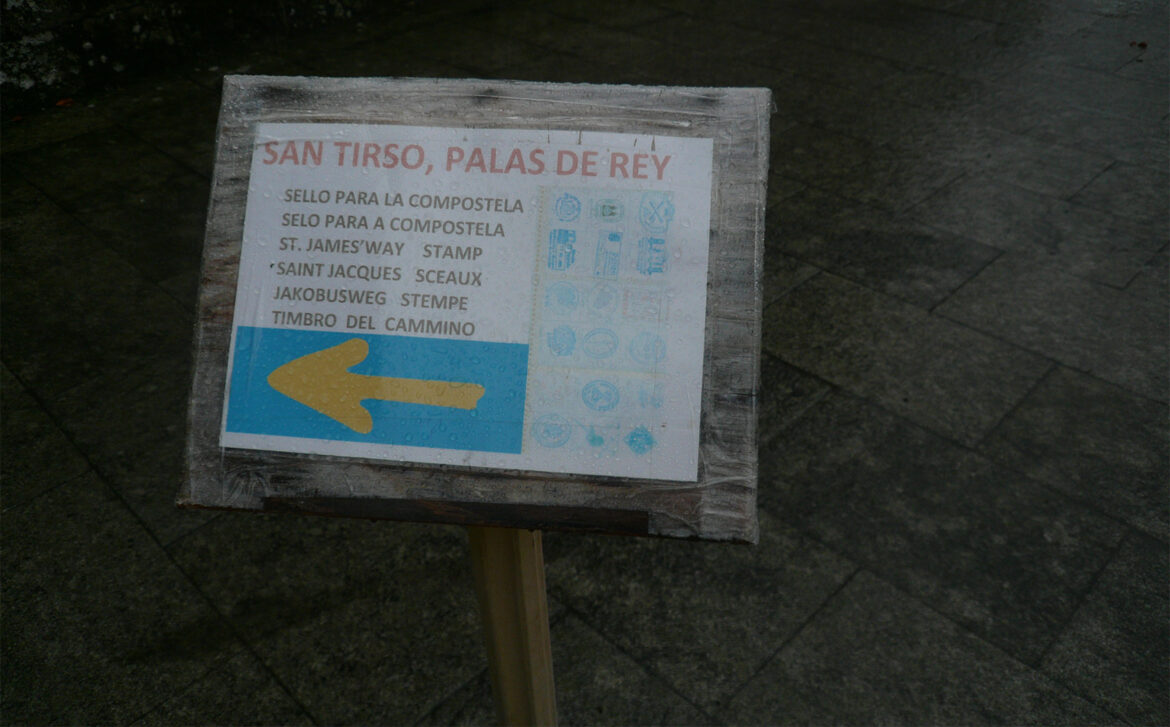 SAN TIRSO, PALAS DE REY
SELLO PARA LA COMPOSTELA
SELO PARA A COMPOSTELA
ST. JAMES'WAY STAMP
SAINT JACQUES SCEAUX
JAKOBUSWEG STEMPE
TIMBRO DEL CAMMINO